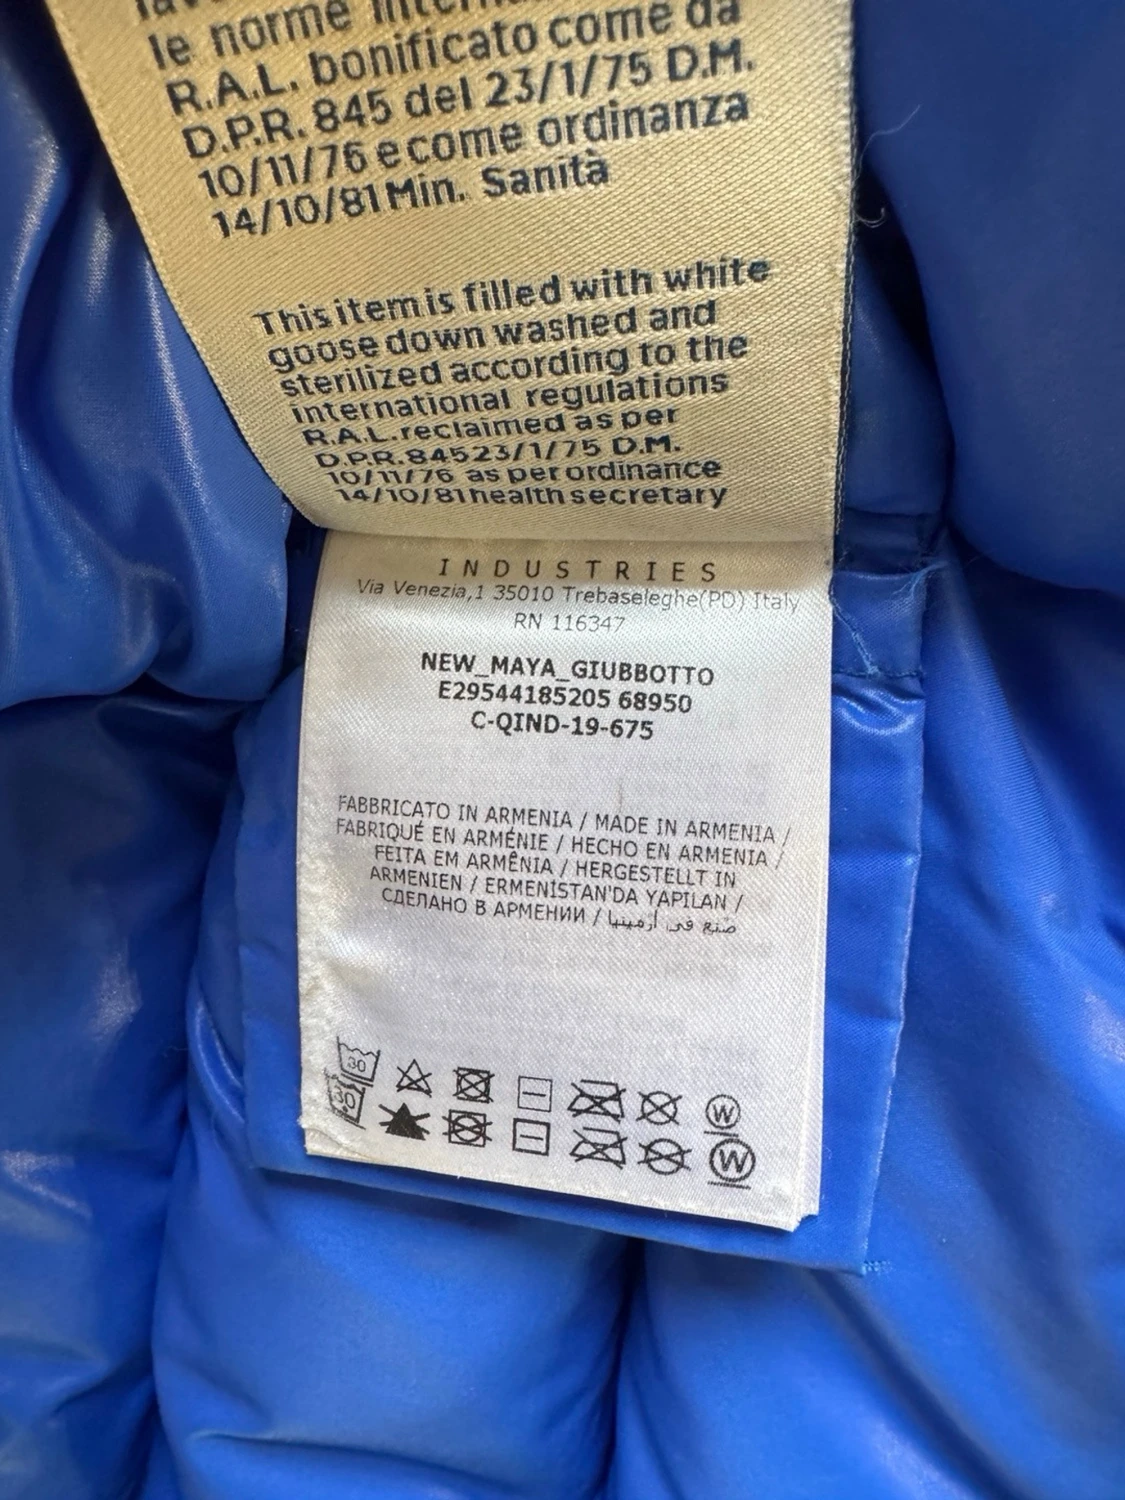 le norme
R.A.L. bonificato come da
D.P.R. 845 del 23/1/75 D.M.
10/11/76 e come ordinanza
14/10/81 Min. Sanità
This item is filled with white
goose down washed and
sterilized according to the
international regulations
R.A.L. reclaimed as per
D.P.R. 845 23/1/75 D.M.
10/11/76 as per ordinance
14/10/81 health secretary
INDUSTRIES
Via Venezia,1 35010 Trebaseleghe(PD) Italy
RN 116347
NEW_MAYA_GIUBBOTTO
E29544185205 68950
C-QIND-19-675
FABBRICATO IN ARMENIA / MADE IN ARMENIA /
FABRIQUÉ EN ARMÉNIE / HECHO EN ARMENIA /
FEITA EM ARMÊNIA / HERGESTELLT IN
ARMENIEN / ERMENİSTAN'DA YAPILAN /
СДЕЛАНО В АРМЕНИИ / صنع في أرمينيا
30
W
30
W